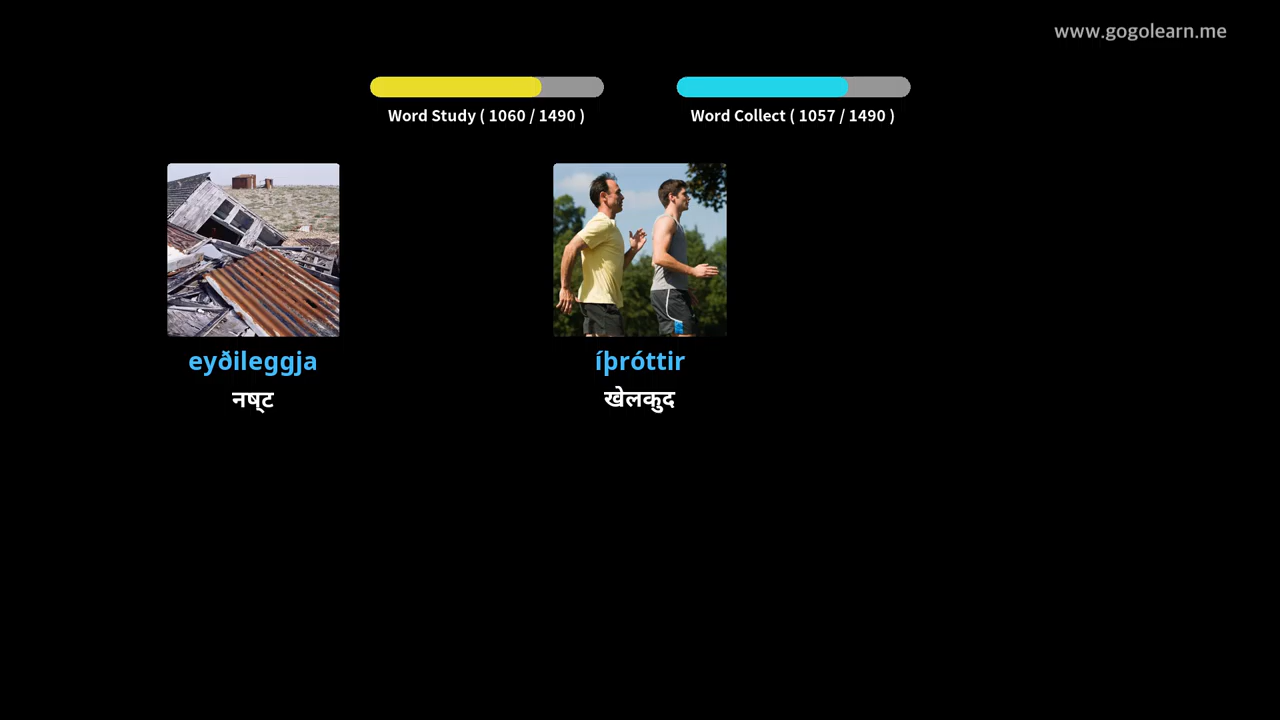 www.gogolearn.me
Word Study ( 1060 / 1490 )
Word Collect ( 1057 / 1490 )
eyðileggja
नष्ट
íþróttir
खेलकुद